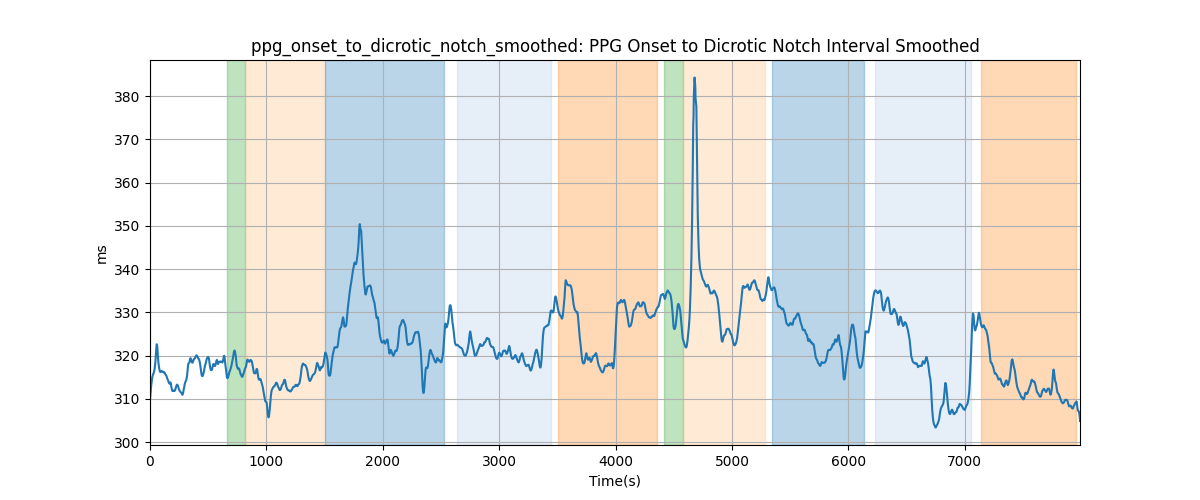 ppg_onset_to_dicrotic_notch_smoothed: PPG Onset to Dicrotic Notch Interval Smoothed
380
370
360
350
340
330
320
310
300
ms
0 1000 2000 3000 4000 5000 6000 7000
Time(s)